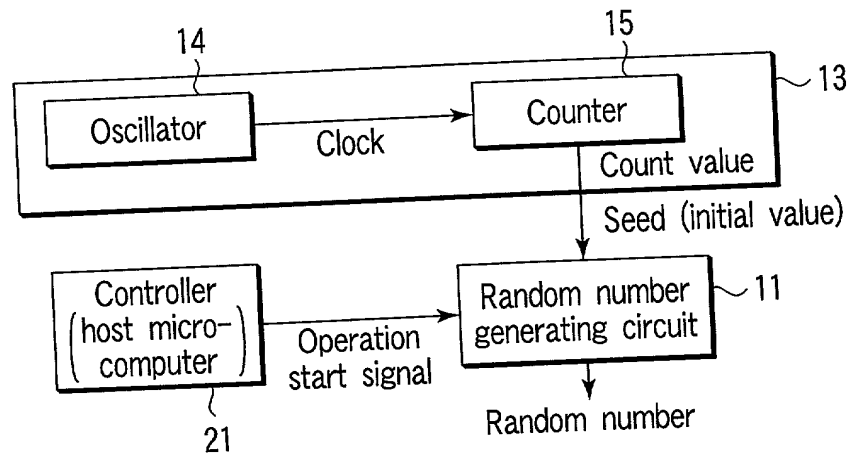 14
15
13
Oscillator
Clock
Counter
Count value
Seed (initial value)
Controller
(host micro-
computer)
Operation
start signal
Random number
generating circuit
11
21
Random number